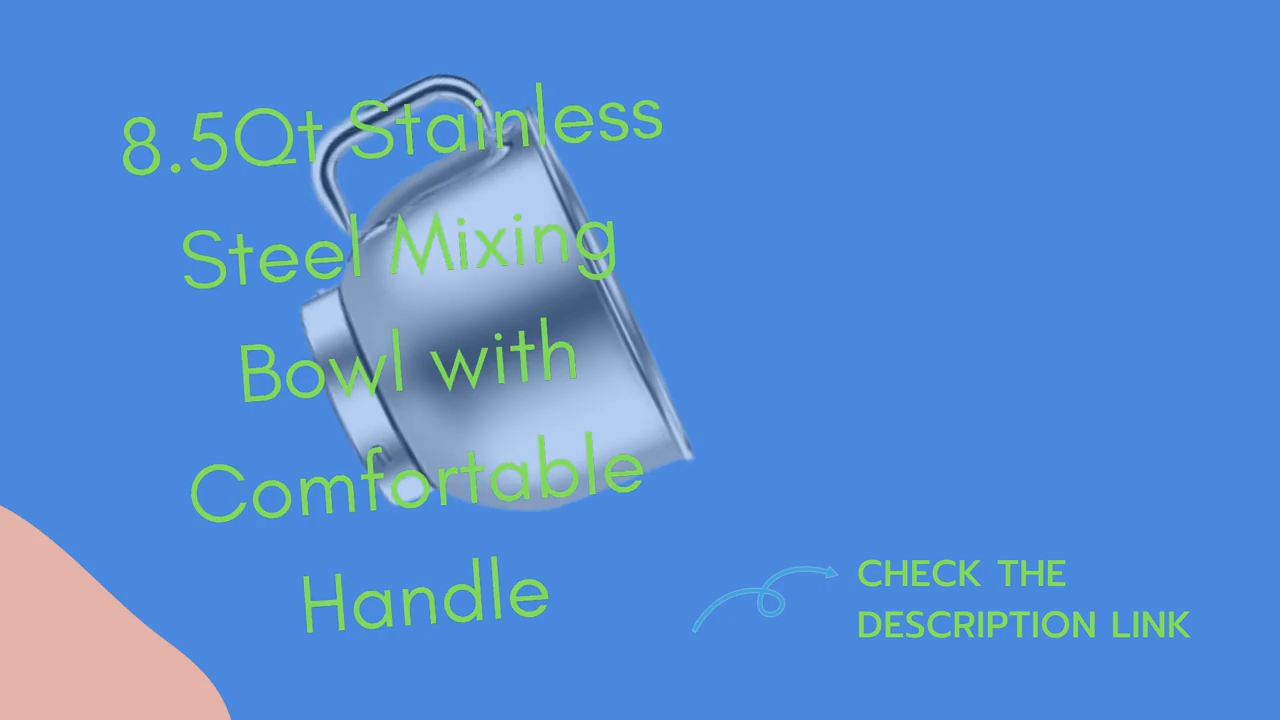 8.5Qt Stainless
Steel Mixing
Bowl with
Comfortable
Handle
CHECK THE
DESCRIPTION LINK